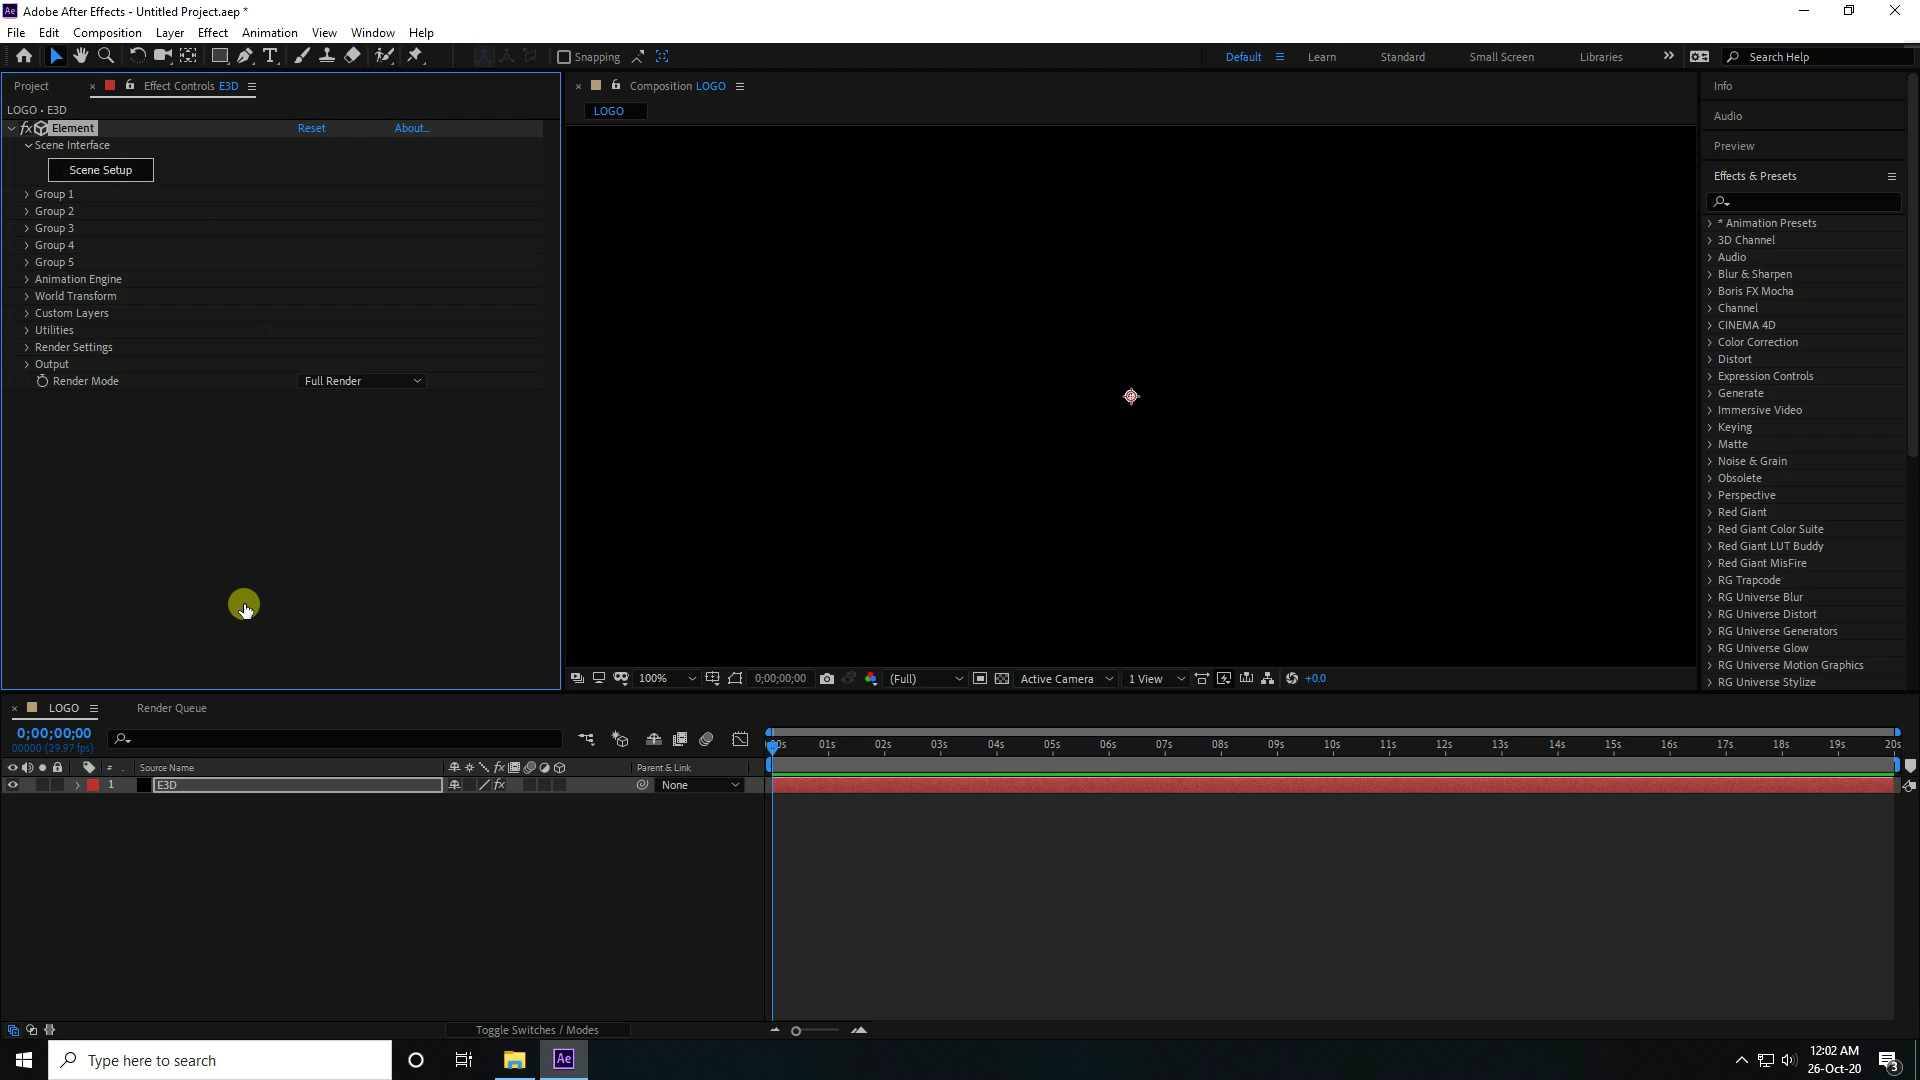 Adobe After Effects - Untitled Project.aep *
File Edit Composition Layer Effect Animation View Window Help
Snapping
Default Learn Standard Small Screen Libraries Search Help
Project Effect Controls E3D
LOGO • E3D
fx Element Reset About...
Scene Interface
Scene Setup
Group 1
Group 2
Group 3
Group 4
Group 5
Animation Engine
World Transform
Custom Layers
Utilities
Render Settings
Output
Render Mode Full Render
Composition LOGO
LOGO
100% 0;00;00;00 (Full) Active Camera 1 View +0.0
Info
Audio
Preview
Effects & Presets
* Animation Presets
3D Channel
Audio
Blur & Sharpen
Boris FX Mocha
Channel
CINEMA 4D
Color Correction
Distort
Expression Controls
Generate
Immersive Video
Keying
Matte
Noise & Grain
Obsolete
Perspective
Red Giant
Red Giant Color Suite
Red Giant LUT Buddy
Red Giant MisFire
RG Trapcode
RG Universe Blur
RG Universe Distort
RG Universe Generators
RG Universe Glow
RG Universe Motion Graphics
RG Universe Stylize
LOGO Render Queue
0;00;00;00
00000 (29.97 fps)
01s 02s 03s 04s 05s 06s 07s 08s 09s 10s 11s 12s 13s 14s 15s 16s 17s 18s 19s 20s
# Source Name fx Parent & Link
1 E3D fx None
Toggle Switches / Modes
Type here to search
Ae
12:02 AM
26-Oct-20
3